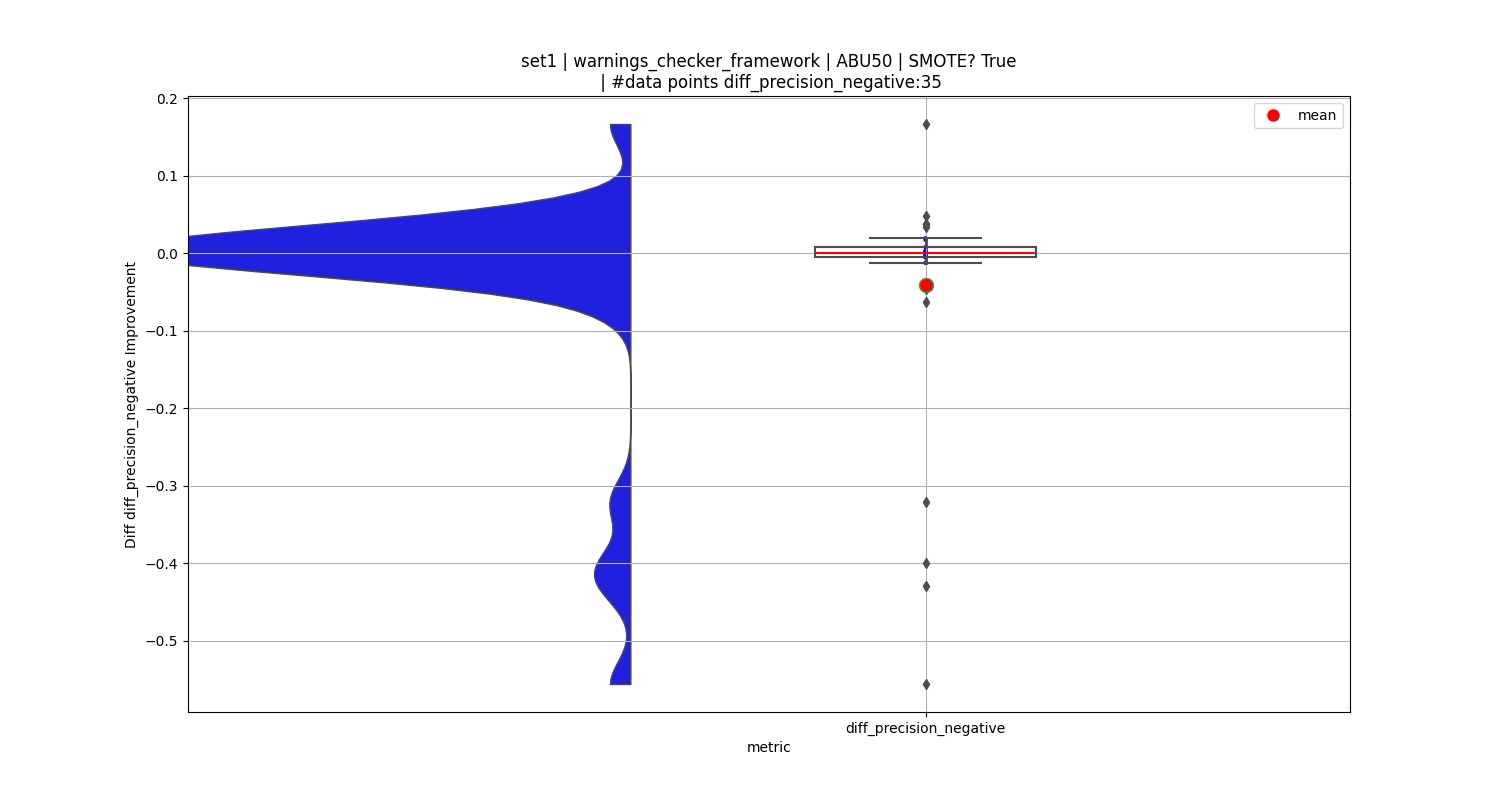 set1 | warnings_checker_framework | ABU50 | SMOTE? True
| #data points diff_precision_negative:35
mean
0.2
0.1
0.0
−0.1
−0.2
−0.3
−0.4
−0.5
Diff diff_precision_negative Improvement
diff_precision_negative
metric